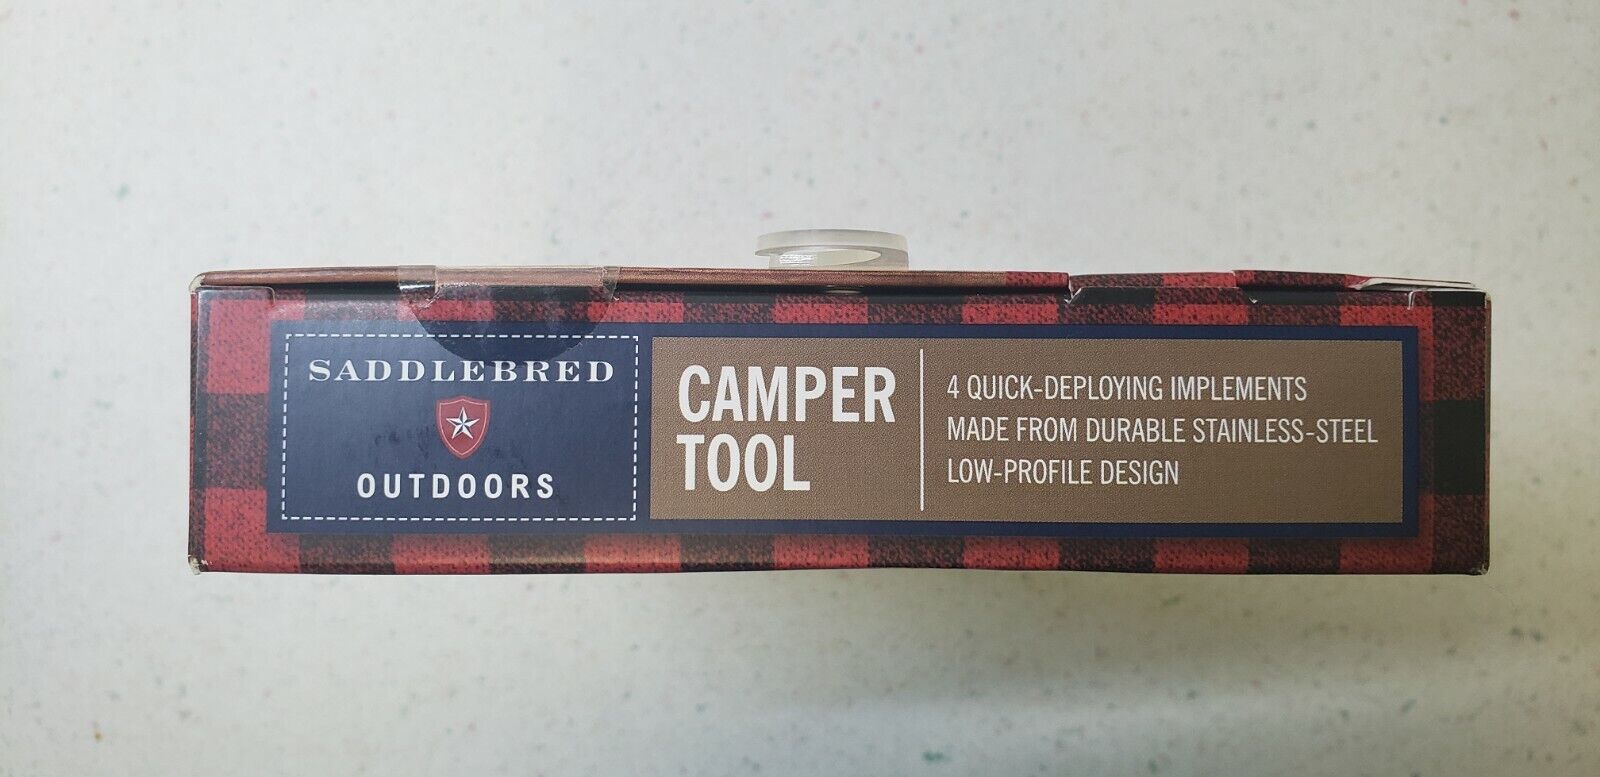 SADDLEBRED
OUTDOORS
CAMPER
TOOL
4 QUICK-DEPLOYING IMPLEMENTS
MADE FROM DURABLE STAINLESS-STEEL
LOW-PROFILE DESIGN